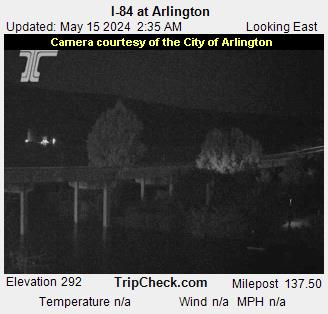 I-84 at Arlington
Updated: May 15 2024 2:35 AM Looking East
Camera courtesy of the City of Arlington
Elevation 292 TripCheck.com Milepost 137.50
Temperature n/a Wind n/a MPH n/a